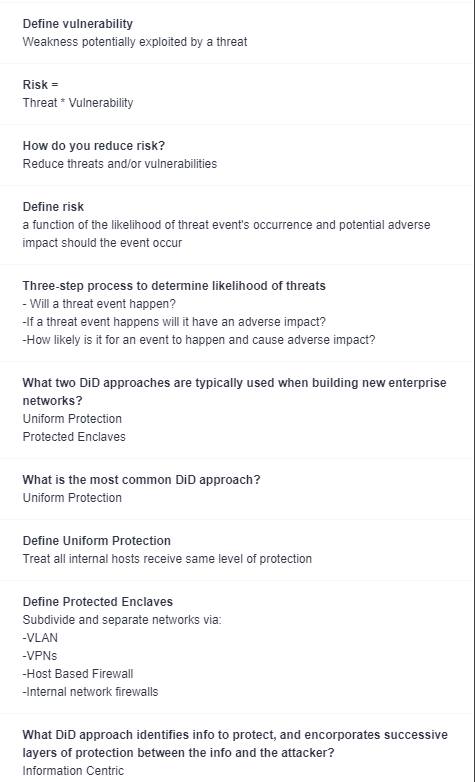 Define vulnerability
Weakness potentially exploited by a threat
Risk =
Threat * Vulnerability
How do you reduce risk?
Reduce threats and/or vulnerabilities
Define risk
a function of the likelihood of threat event's occurrence and potential adverse
impact should the event occur
Three-step process to determine likelihood of threats
- Will a threat event happen?
-If a threat event happens will it have an adverse impact?
-How likely is it for an event to happen and cause adverse impact?
What two DiD approaches are typically used when building new enterprise
networks?
Uniform Protection
Protected Enclaves
What is the most common DiD approach?
Uniform Protection
Define Uniform Protection
Treat all internal hosts receive same level of protection
Define Protected Enclaves
Subdivide and separate networks via:
-VLAN
-VPNs
-Host Based Firewall
-Internal network firewalls
What DiD approach identifies info to protect, and encorporates successive
layers of protection between the info and the attacker?
Information Centric